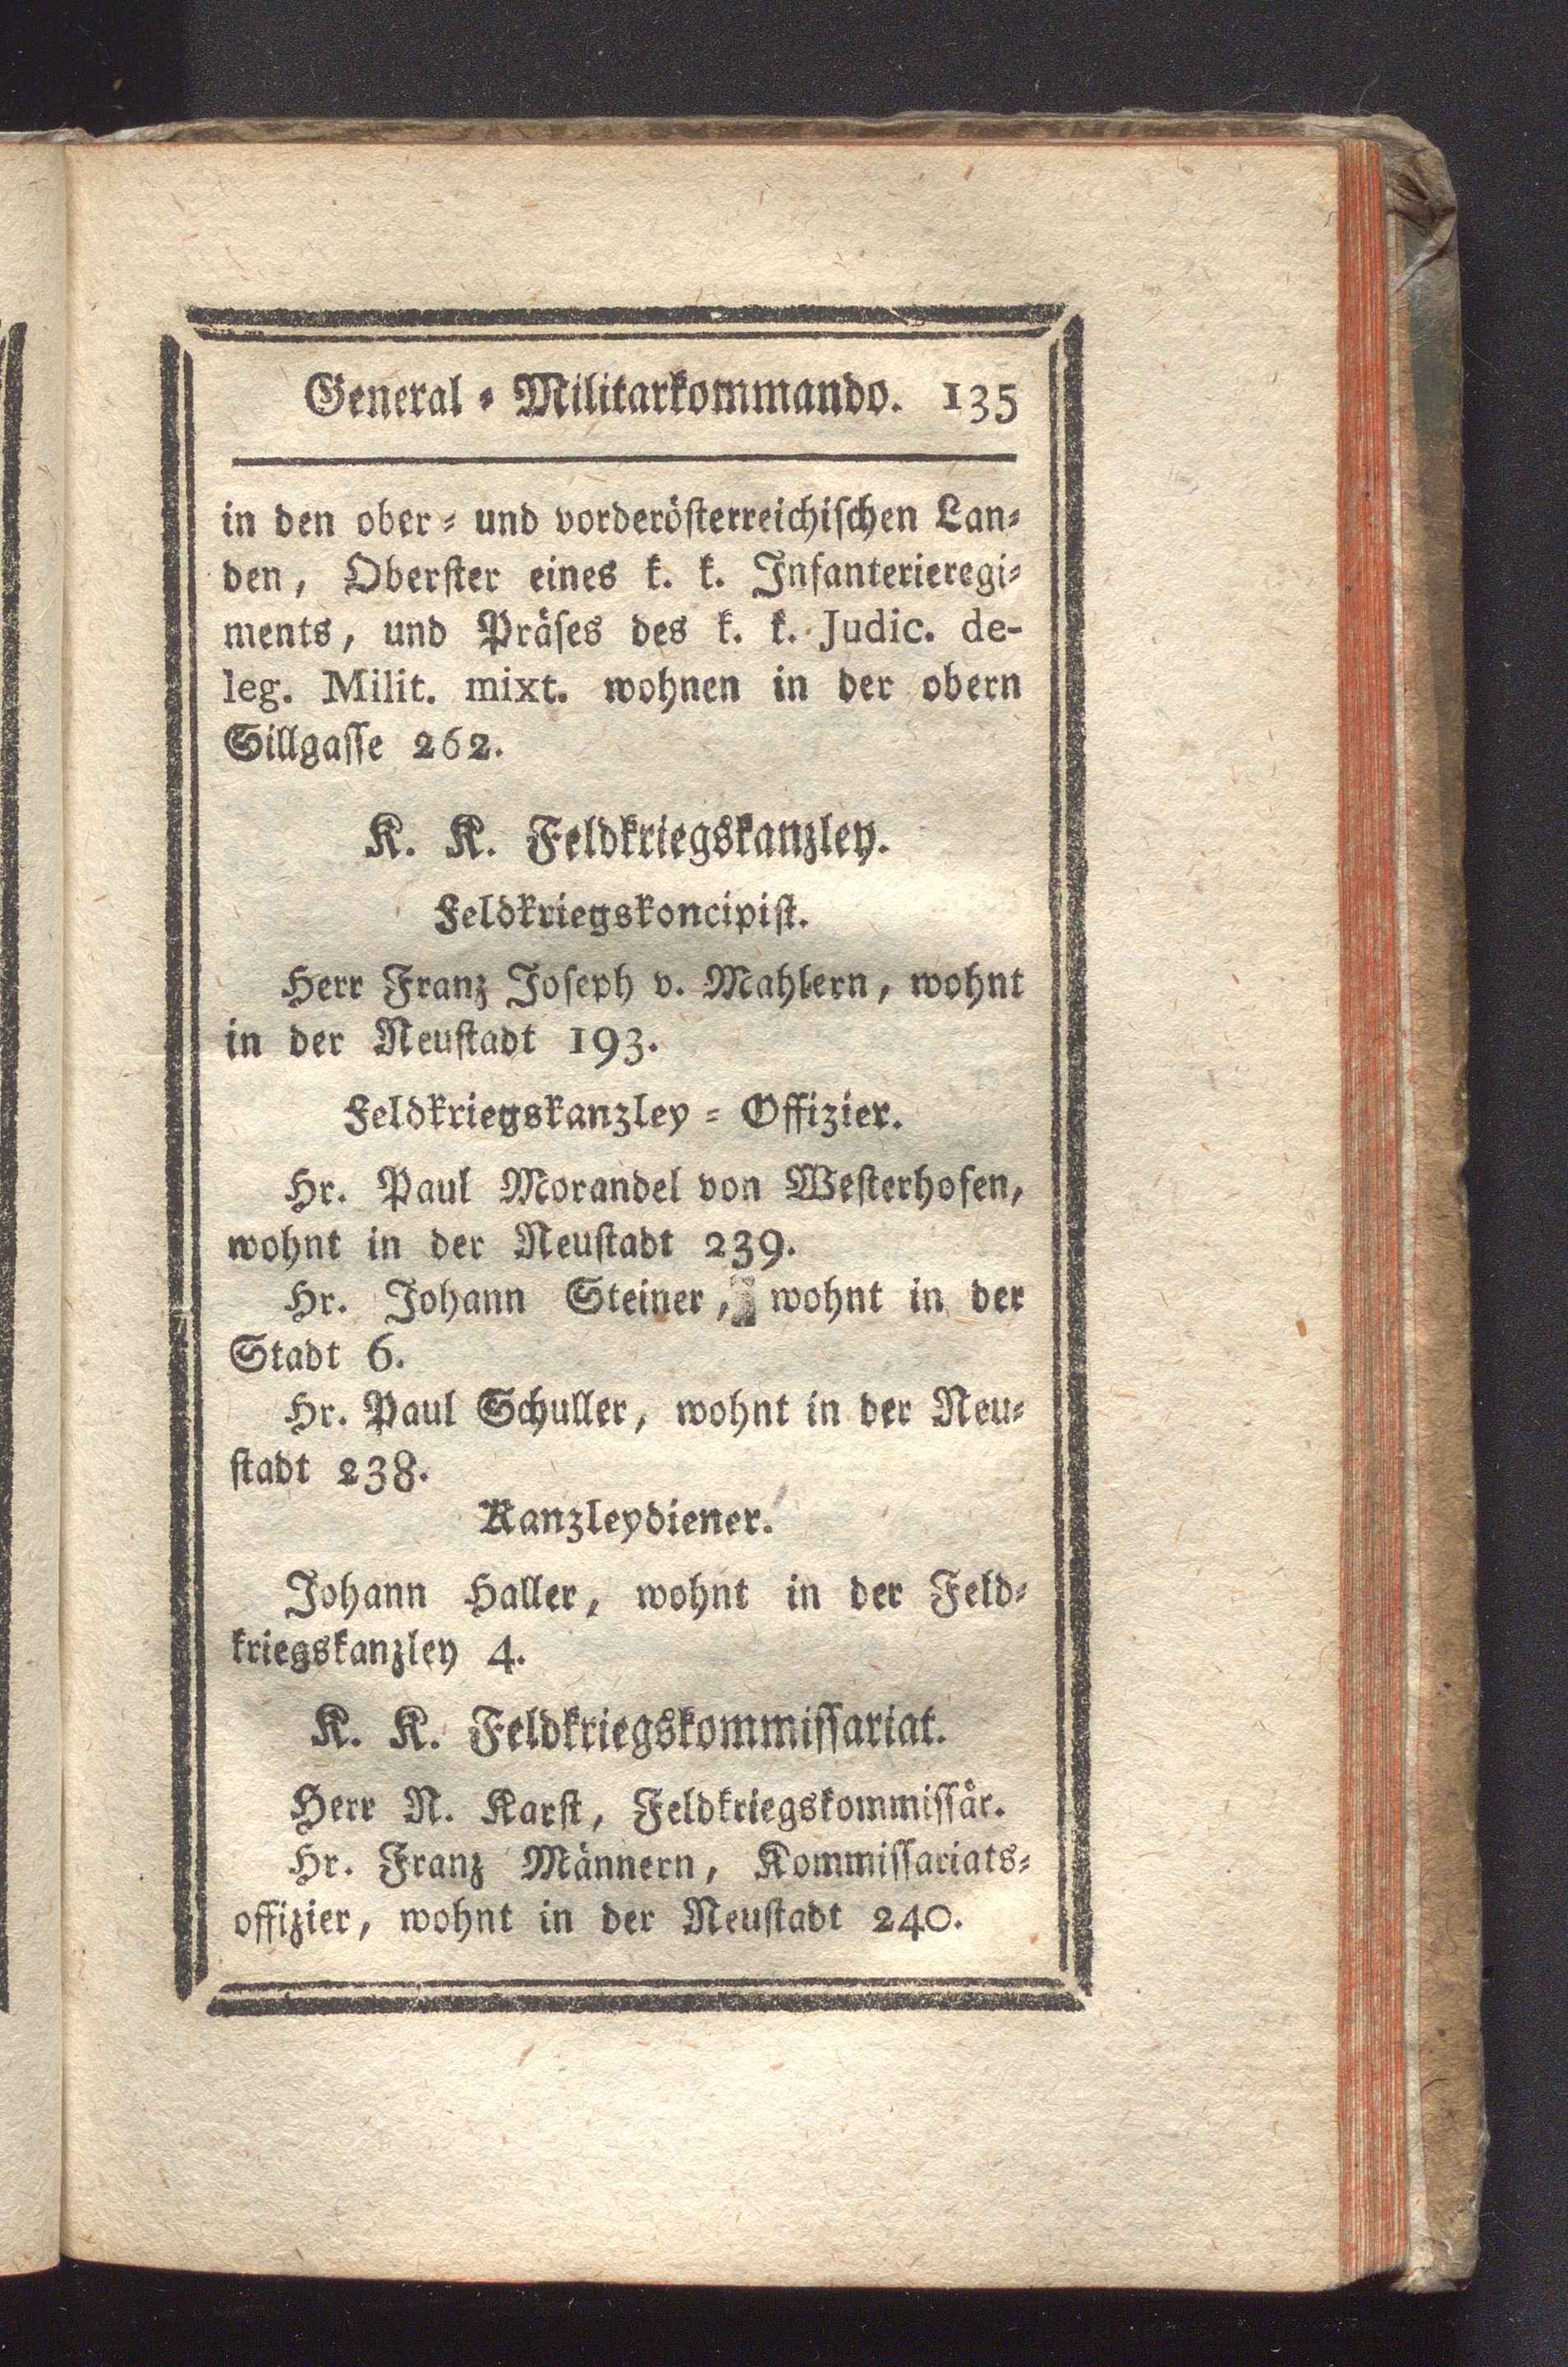 General - Militarkommando. 135
in den ober- und vorderösterreichischen Lan-
den, Oberster eines k. k. Infanterieregi-
ments, und Präses des k. k. Judic. de-
leg. Milit. mixt. wohnen in der obern
Sillgasse 262.
K. K. Feldkriegskanzley.
Feldkriegskoncipist.
Herr Franz Joseph v. Mahlern, wohnt
in der Neustadt 193.
Feldkriegskanzley - Offizier.
Hr. Paul Morandel von Westerhofen,
wohnt in der Neustadt 239.
Hr. Johann Steiner, wohnt in der
Stadt 6.
Hr. Paul Schuller, wohnt in der Neu-
stadt 238.
Kanzleydiener.
Johann Haller, wohnt in der Feld-
kriegskanzley 4.
K. K. Feldkriegskommissariat.
Herr N. Karst, Feldkriegskommissär.
Hr. Franz Männern, Kommissariats-
offizier, wohnt in der Neustadt 240.